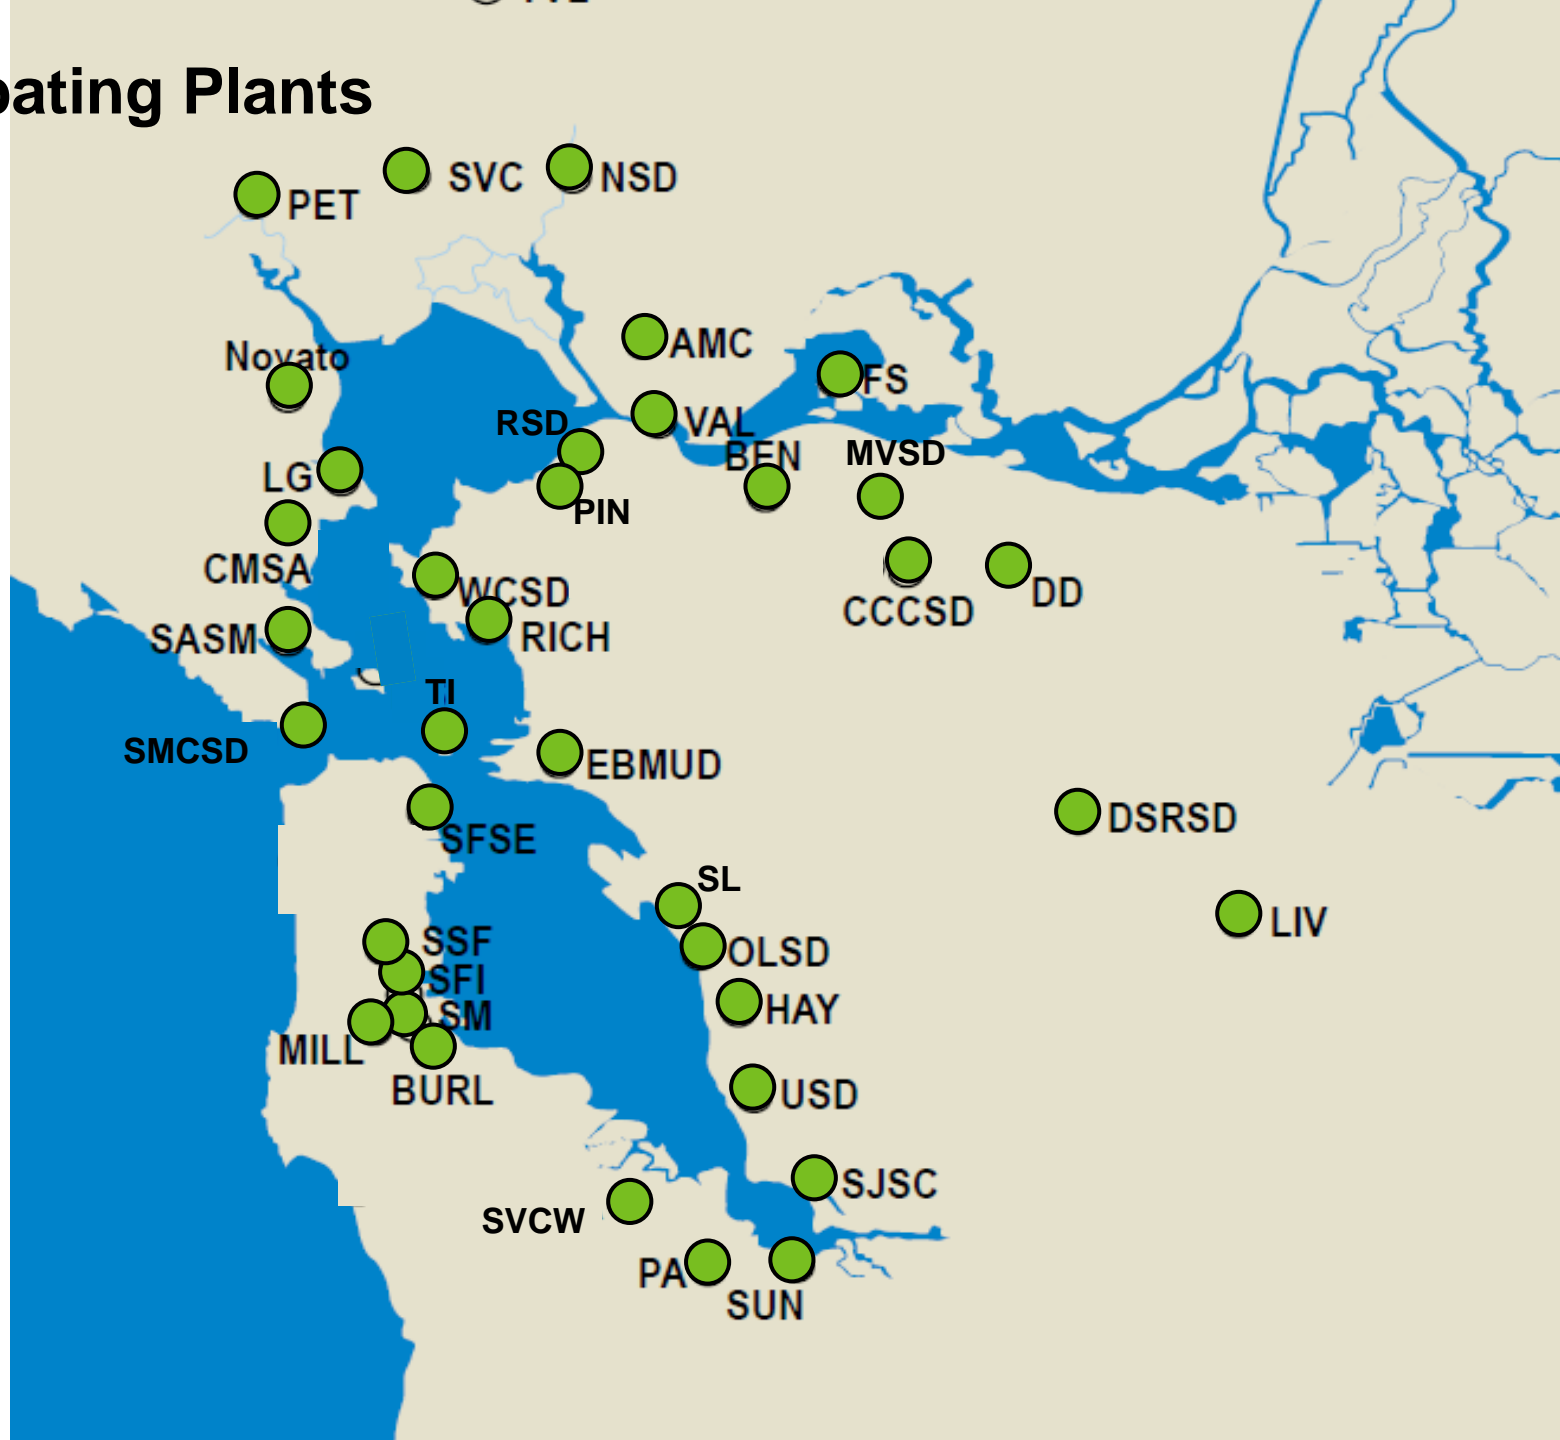 pating Plants
SVC
NSD
PET
AMC
Novato
FS
RSD
VAL
BEN
MVSD
LG
PIN
CMSA
WCSD
CCCSD
DD
SASM
RICH
TI
SMCSD
EBMUD
DSRSD
SFSE
SL
LIV
SSF
OLSD
SFI
HAY
SM
MILL
BURL
USD
SJSC
SVCW
PA
SUN